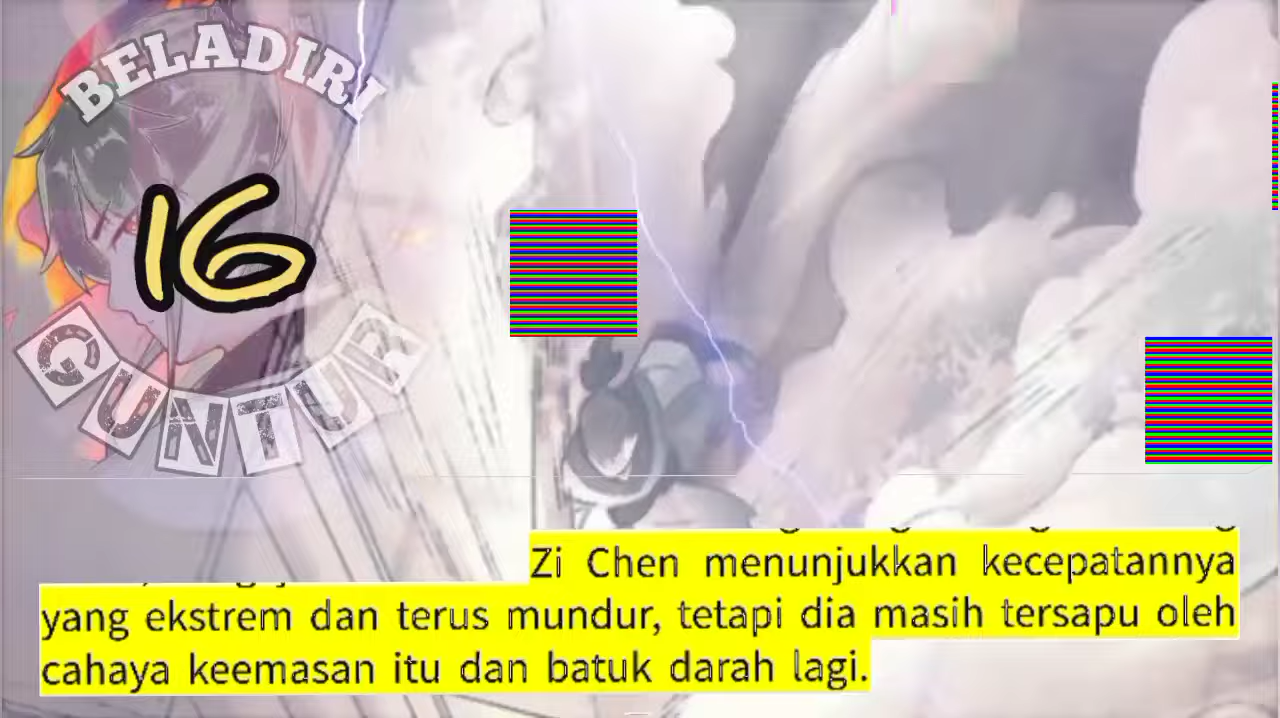 BELADIRI
16
GUNTUR
Zi Chen menunjukkan kecepatannya
yang ekstrem dan terus mundur, tetapi dia masih tersapu oleh
cahaya keemasan itu dan batuk darah lagi.